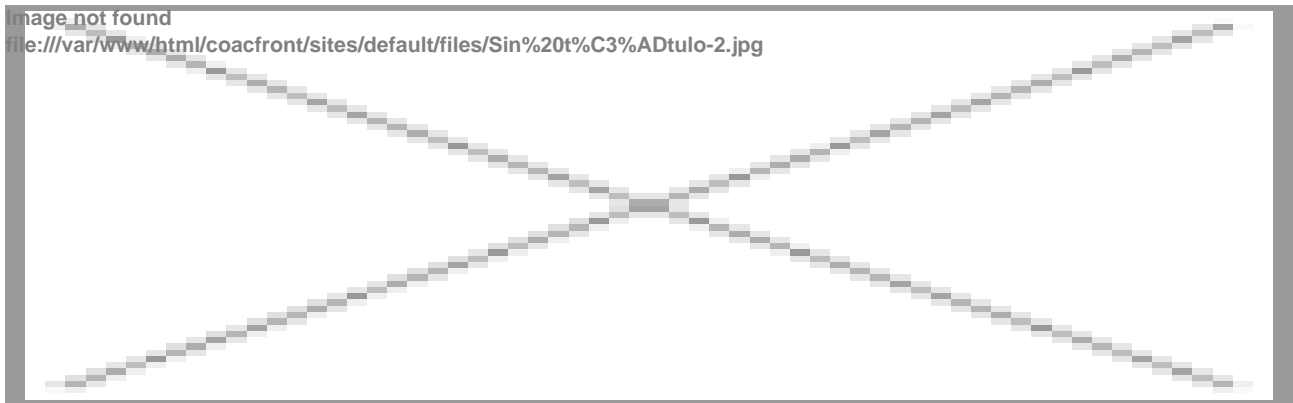 Image not found
file:///var/www/html/coacfront/sites/default/files/Sin%20t%C3%ADtulo-2.jpg